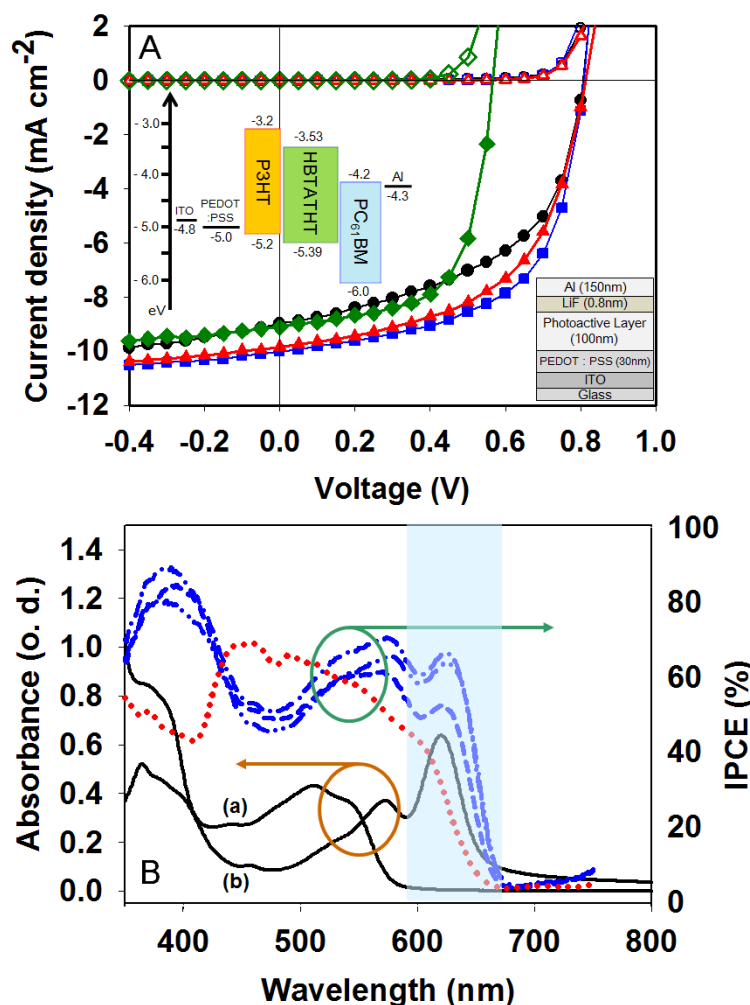 A
Current density (mA cm⁻²)
2
0
-2
-4
-6
-8
-10
-12
-0.4
-0.2
0.0
0.2
0.4
0.6
0.8
1.0
Voltage (V)
- 3.0
- 4.0
- 5.0
- 6.0
eV
ITO
-4.8
PEDOT
:PSS
-5.0
-3.2
P3HT
-5.2
-3.53
HBTATHT
-5.39
-4.2
PC₆₁BM
-6.0
Al
-4.3
Al (150nm)
LiF (0.8nm)
Photoactive Layer
(100nm)
PEDOT : PSS (30nm)
ITO
Glass
B
Absorbance (o. d.)
1.4
1.2
1.0
0.8
0.6
0.4
0.2
0.0
(a)
(b)
100
80
60
40
20
0
IPCE (%)
400
500
600
700
800
Wavelength (nm)